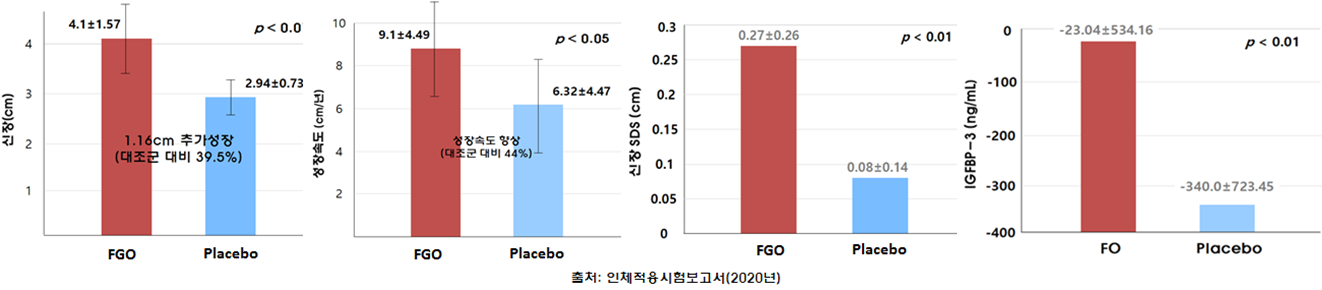 4.1±1.57
p < 0.0
2.94±0.73
신장(cm)
4
3
2
1
1.16cm 추가성장
(대조군 대비 39.5%)
FGO
Placebo
9.1±4.49
p < 0.05
6.32±4.47
성장속도 (cm/년)
10
8
6
4
2
성장속도 향상
(대조군 대비 44%)
FGO
Placebo
0.27±0.26
p < 0.01
0.08±0.14
신장 SDS (cm)
0.3
0.25
0.2
0.15
0.1
0.05
0
FGO
Placebo
-23.04±534.16
p < 0.01
-340.0±723.45
IGFBP-3 (ng/mL)
0
-100
-200
-300
-400
FO
Placebo
출처: 인체적용시험보고서(2020년)